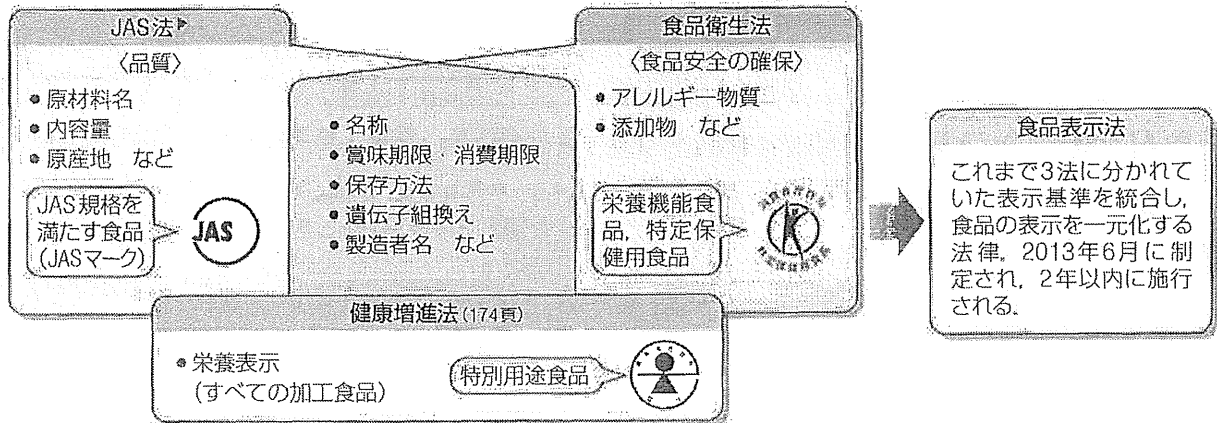 JAS法▶
〈品質〉
• 原材料名
• 内容量
• 原産地 など
JAS規格を
満たす食品
(JASマーク)
JAS
• 名称
• 賞味期限・消費期限
• 保存方法
• 遺伝子組換え
• 製造者名 など
食品衛生法
〈食品安全の確保〉
• アレルギー物質
• 添加物 など
栄養機能食
品，特定保
健用食品
健康増進法(174頁)
• 栄養表示
(すべての加工食品)
特別用途食品
食品表示法
これまで3法に分かれて
いた表示基準を統合し，
食品の表示を一元化する
法律。2013年6月に制
定され，2年以内に施行
される。